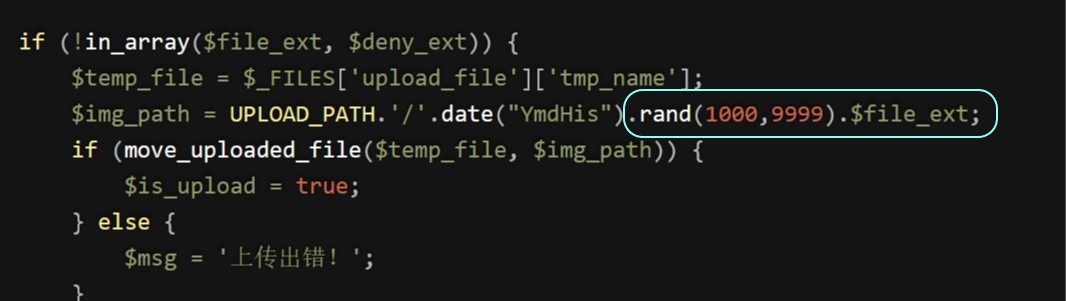 if (!in_array($file_ext, $deny_ext)) {
$temp_file = $_FILES['upload_file']['tmp_name'];
$img_path = UPLOAD_PATH.'/'.date("YmdHis").rand(1000,9999).$file_ext;
if (move_uploaded_file($temp_file, $img_path)) {
$is_upload = true;
} else {
$msg = '上传出错！';
}